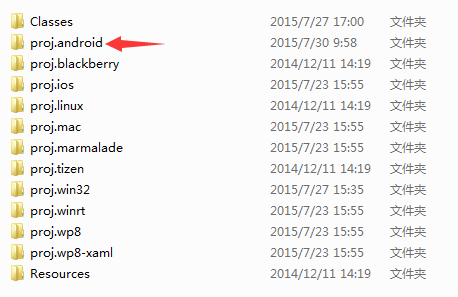 Classes 2015/7/27 17:00 文件夹
proj.android 2015/7/30 9:58 文件夹
proj.blackberry 2014/12/11 14:19 文件夹
proj.ios 2015/7/23 15:55 文件夹
proj.linux 2014/12/11 14:19 文件夹
proj.mac 2015/7/23 15:55 文件夹
proj.marmalade 2015/7/23 15:55 文件夹
proj.tizen 2014/12/11 14:19 文件夹
proj.win32 2015/7/27 15:35 文件夹
proj.winrt 2015/7/23 15:55 文件夹
proj.wp8 2015/7/23 15:55 文件夹
proj.wp8-xaml 2015/7/23 15:55 文件夹
Resources 2014/12/11 14:19 文件夹